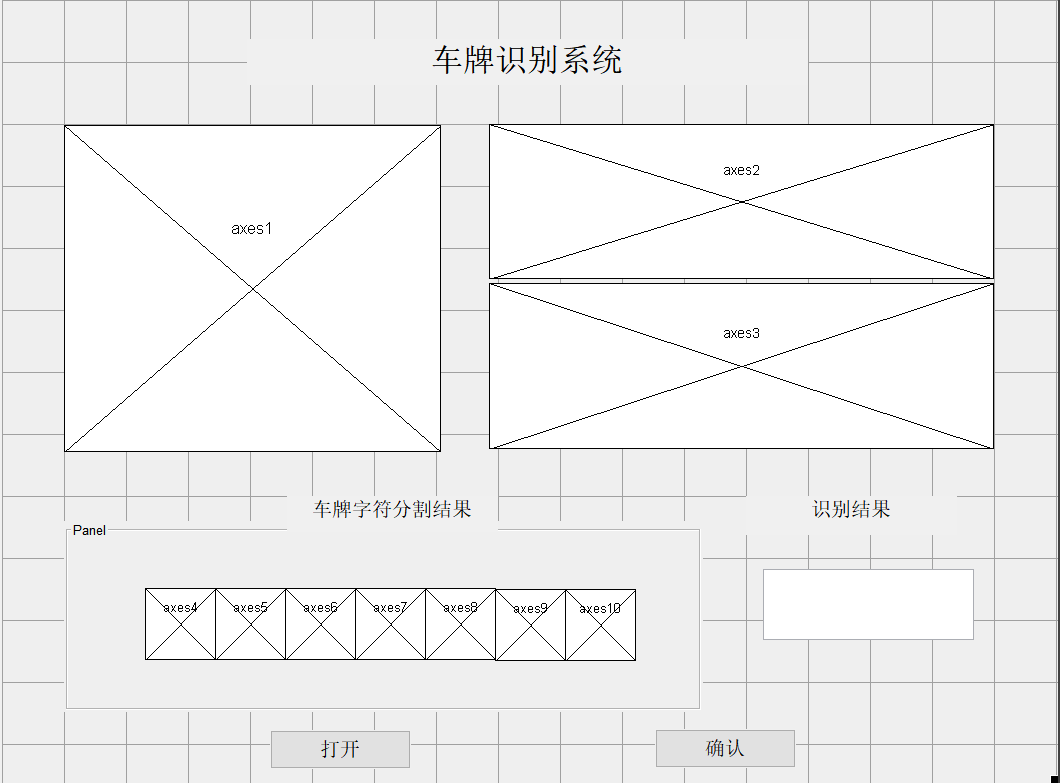 车牌识别系统
axes1
axes2
axes3
车牌字符分割结果
识别结果
Panel
axes4 axes5 axes6 axes7 axes8 axes9 axes10
打开
确认